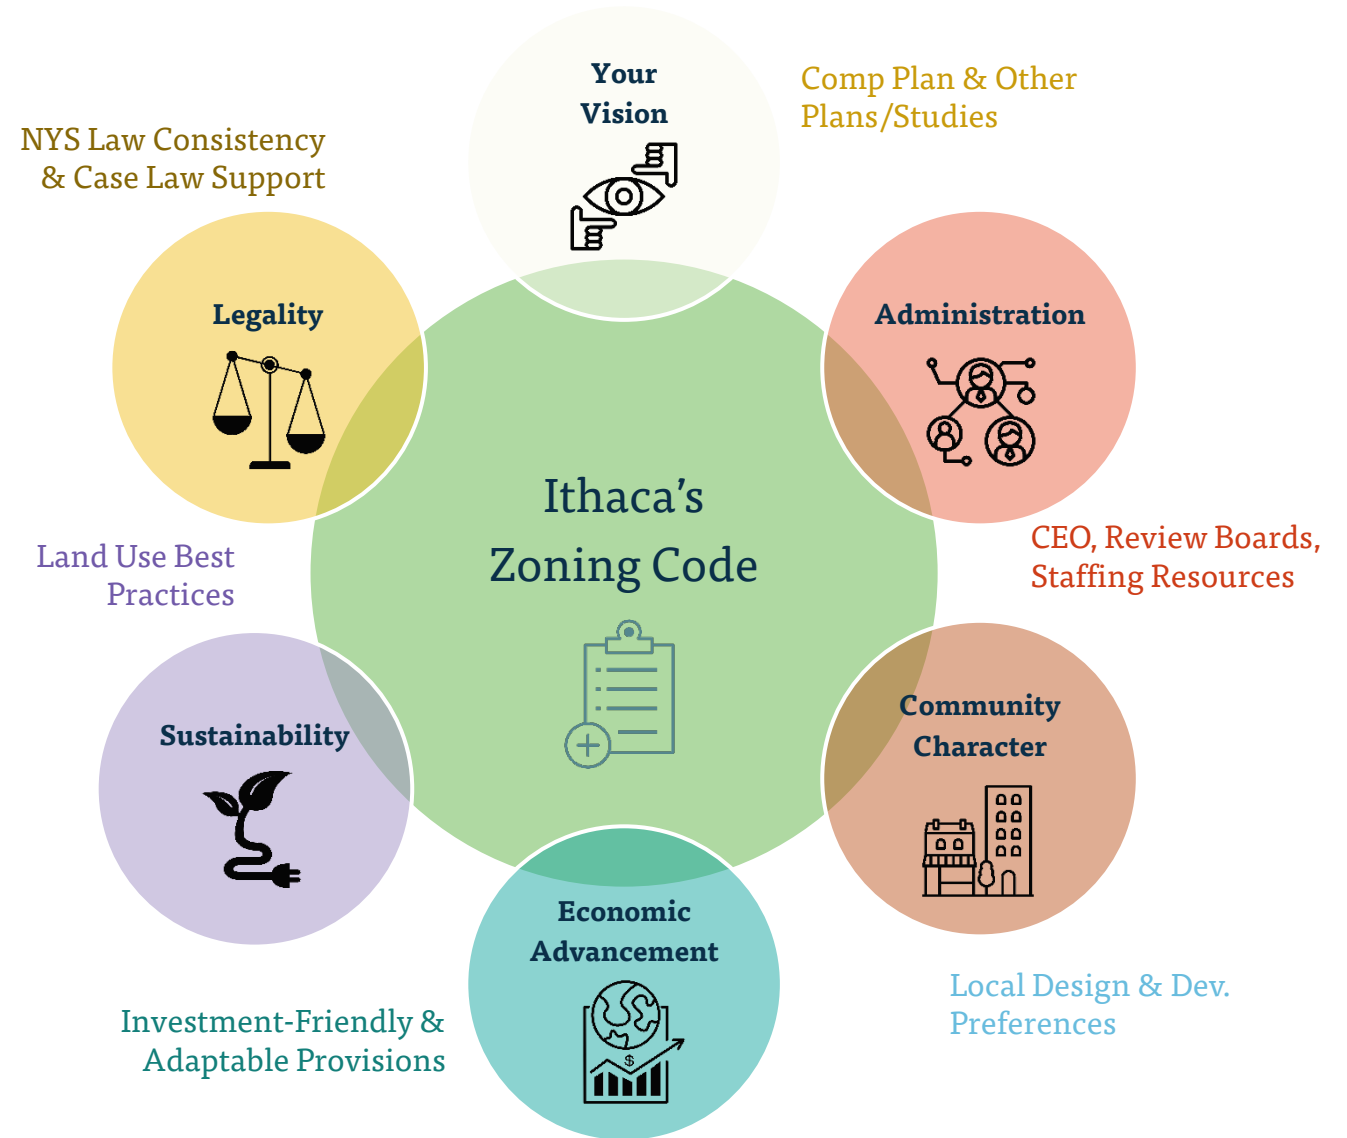 Your
Vision
Comp Plan & Other
Plans/Studies
NYS Law Consistency
& Case Law Support
Legality
Administration
Ithaca's
Zoning Code
CEO, Review Boards,
Staffing Resources
Land Use Best
Practices
Sustainability
Community
Character
Economic
Advancement
Local Design & Dev.
Preferences
Investment-Friendly &
Adaptable Provisions
$